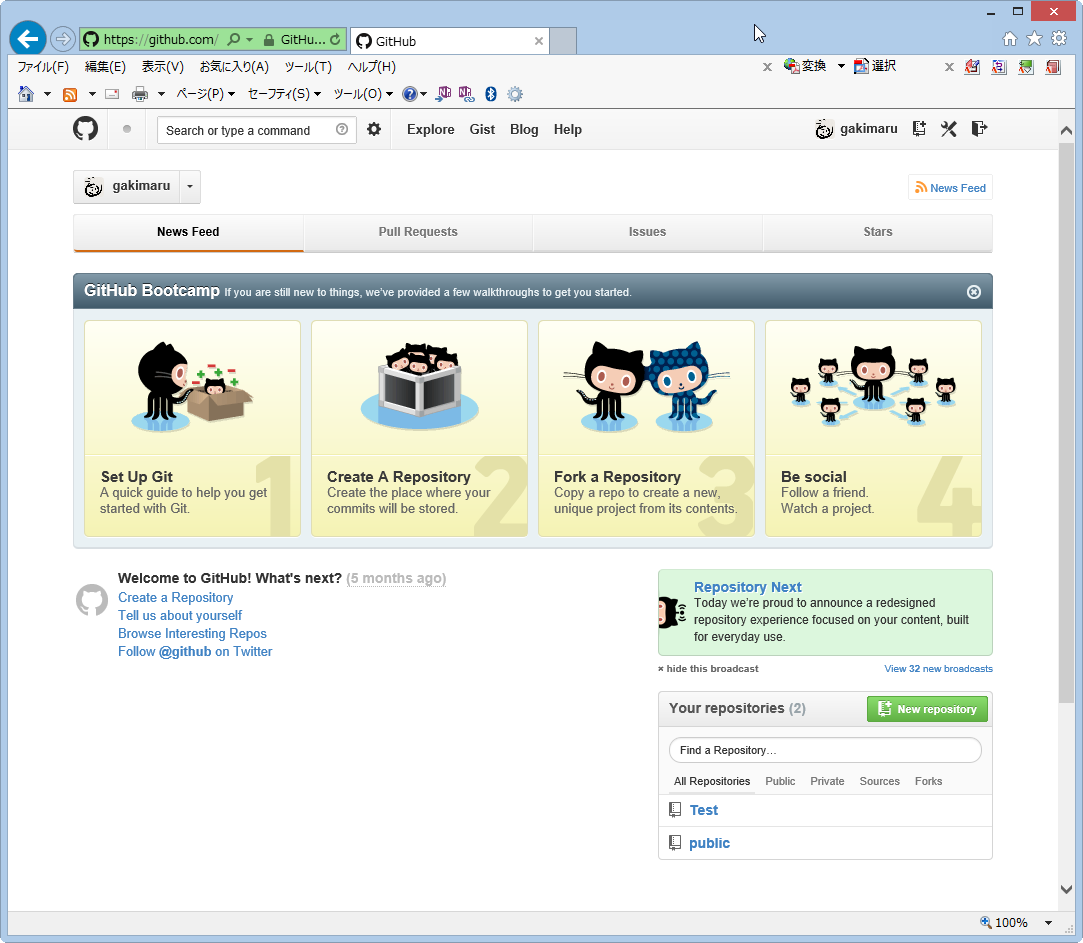 https://github.com/
GitHu...
GitHub
ファイル(F) 編集(E) 表示(V) お気に入り(A) ツール(T) ヘルプ(H)
変換 選択
ページ(P) セーフティ(S) ツール(O)
Search or type a command
Explore Gist Blog Help
gakimaru
gakimaru
News Feed
News Feed Pull Requests Issues Stars
GitHub Bootcamp If you are still new to things, we've provided a few walkthroughs to get you started.
1
Set Up Git
A quick guide to help you get
started with Git.
2
Create A Repository
Create the place where your
commits will be stored.
3
Fork a Repository
Copy a repo to create a new,
unique project from its contents.
4
Be social
Follow a friend.
Watch a project.
Welcome to GitHub! What's next? (5 months ago)
Create a Repository
Tell us about yourself
Browse Interesting Repos
Follow @github on Twitter
Repository Next
Today we're proud to announce a redesigned
repository experience focused on your content, built
for everyday use.
× hide this broadcast
View 32 new broadcasts
Your repositories (2)
New repository
Find a Repository…
All Repositories Public Private Sources Forks
Test
public
100%